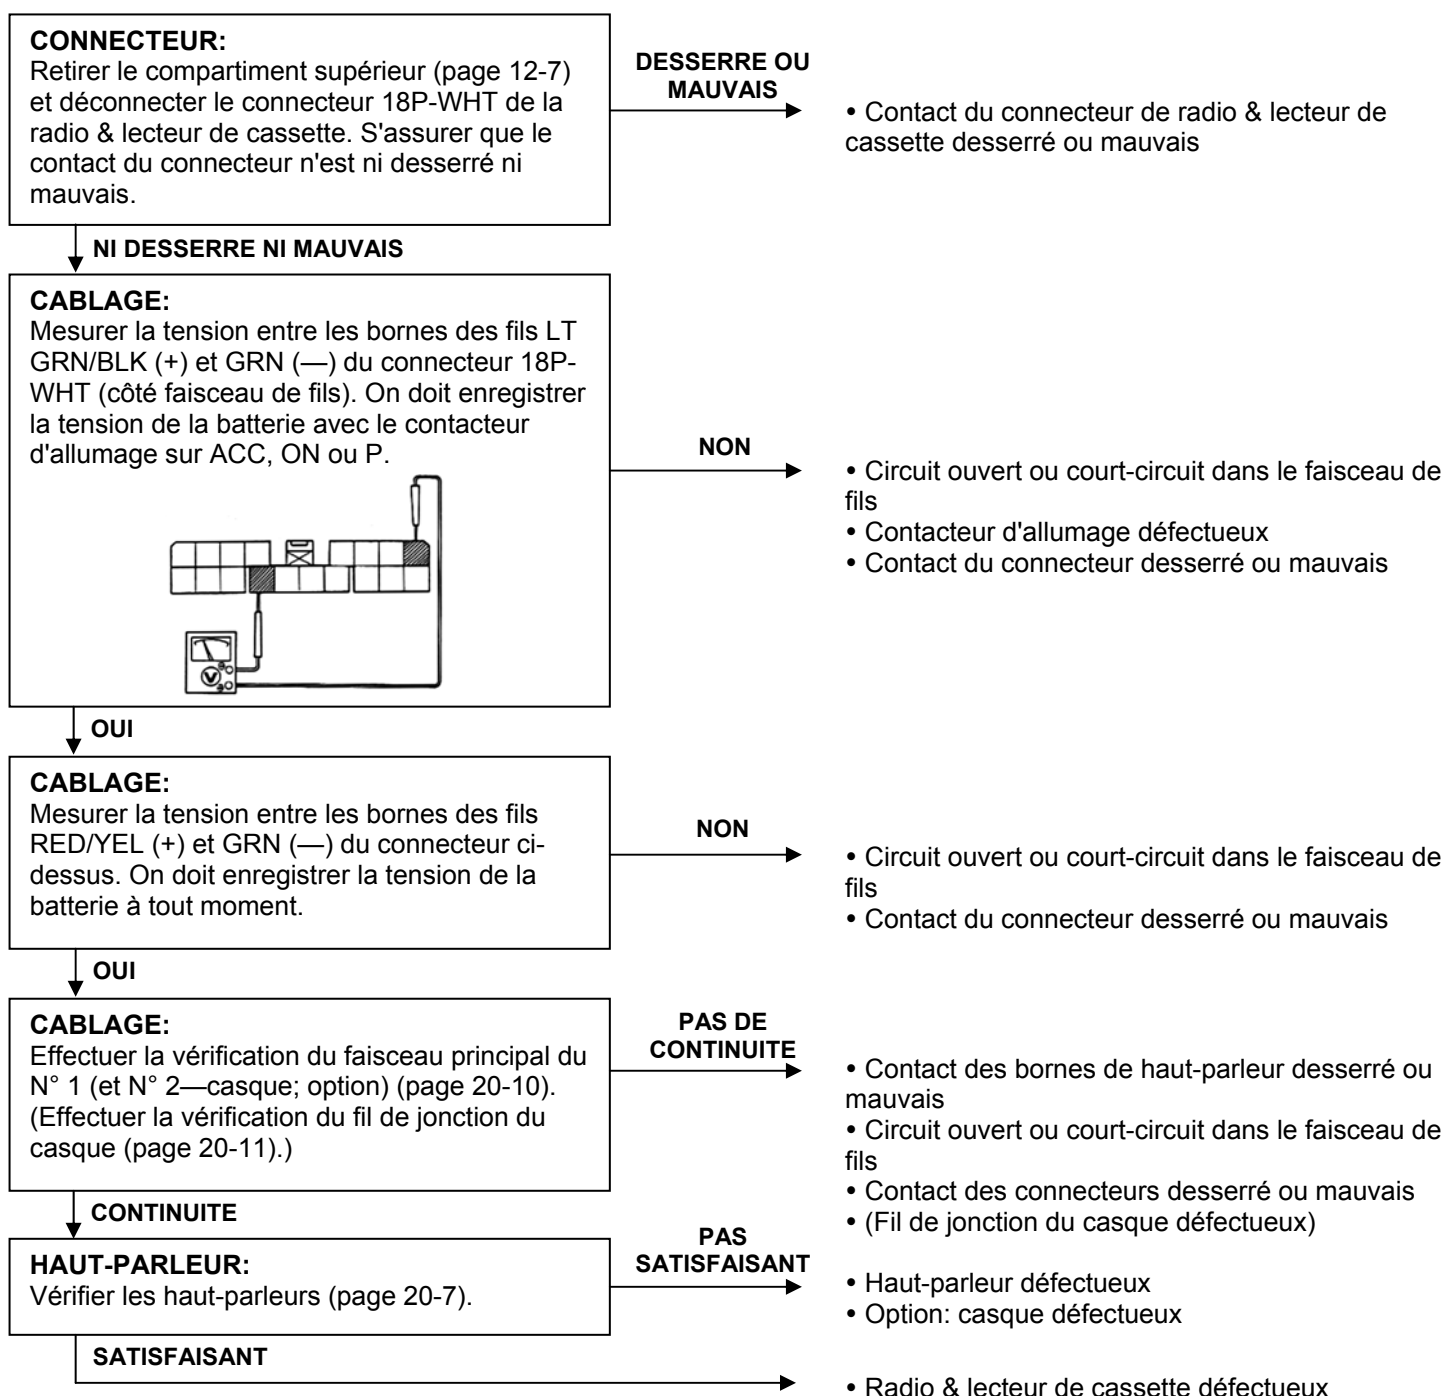 CONNECTEUR:
Retirer le compartiment supérieur (page 12-7)
et déconnecter le connecteur 18P-WHT de la
radio & lecteur de cassette. S'assurer que le
contact du connecteur n'est ni desserré ni
mauvais.
DESSERRE OU
MAUVAIS
• Contact du connecteur de radio & lecteur de
cassette desserré ou mauvais
NI DESSERRE NI MAUVAIS
CABLAGE:
Mesurer la tension entre les bornes des fils LT
GRN/BLK (+) et GRN (—) du connecteur 18P-
WHT (côté faisceau de fils). On doit enregistrer
la tension de la batterie avec le contacteur
d'allumage sur ACC, ON ou P.
V
NON
• Circuit ouvert ou court-circuit dans le faisceau de
fils
• Contacteur d'allumage défectueux
• Contact du connecteur desserré ou mauvais
OUI
CABLAGE:
Mesurer la tension entre les bornes des fils
RED/YEL (+) et GRN (—) du connecteur ci-
dessus. On doit enregistrer la tension de la
batterie à tout moment.
NON
• Circuit ouvert ou court-circuit dans le faisceau de
fils
• Contact du connecteur desserré ou mauvais
OUI
CABLAGE:
Effectuer la vérification du faisceau principal du
N° 1 (et N° 2—casque; option) (page 20-10).
(Effectuer la vérification du fil de jonction du
casque (page 20-11).)
PAS DE
CONTINUITE
• Contact des bornes de haut-parleur desserré ou
mauvais
• Circuit ouvert ou court-circuit dans le faisceau de
fils
• Contact des connecteurs desserré ou mauvais
• (Fil de jonction du casque défectueux)
CONTINUITE
HAUT-PARLEUR:
Vérifier les haut-parleurs (page 20-7).
PAS
SATISFAISANT
• Haut-parleur défectueux
• Option: casque défectueux
SATISFAISANT
• Radio & lecteur de cassette défectueux